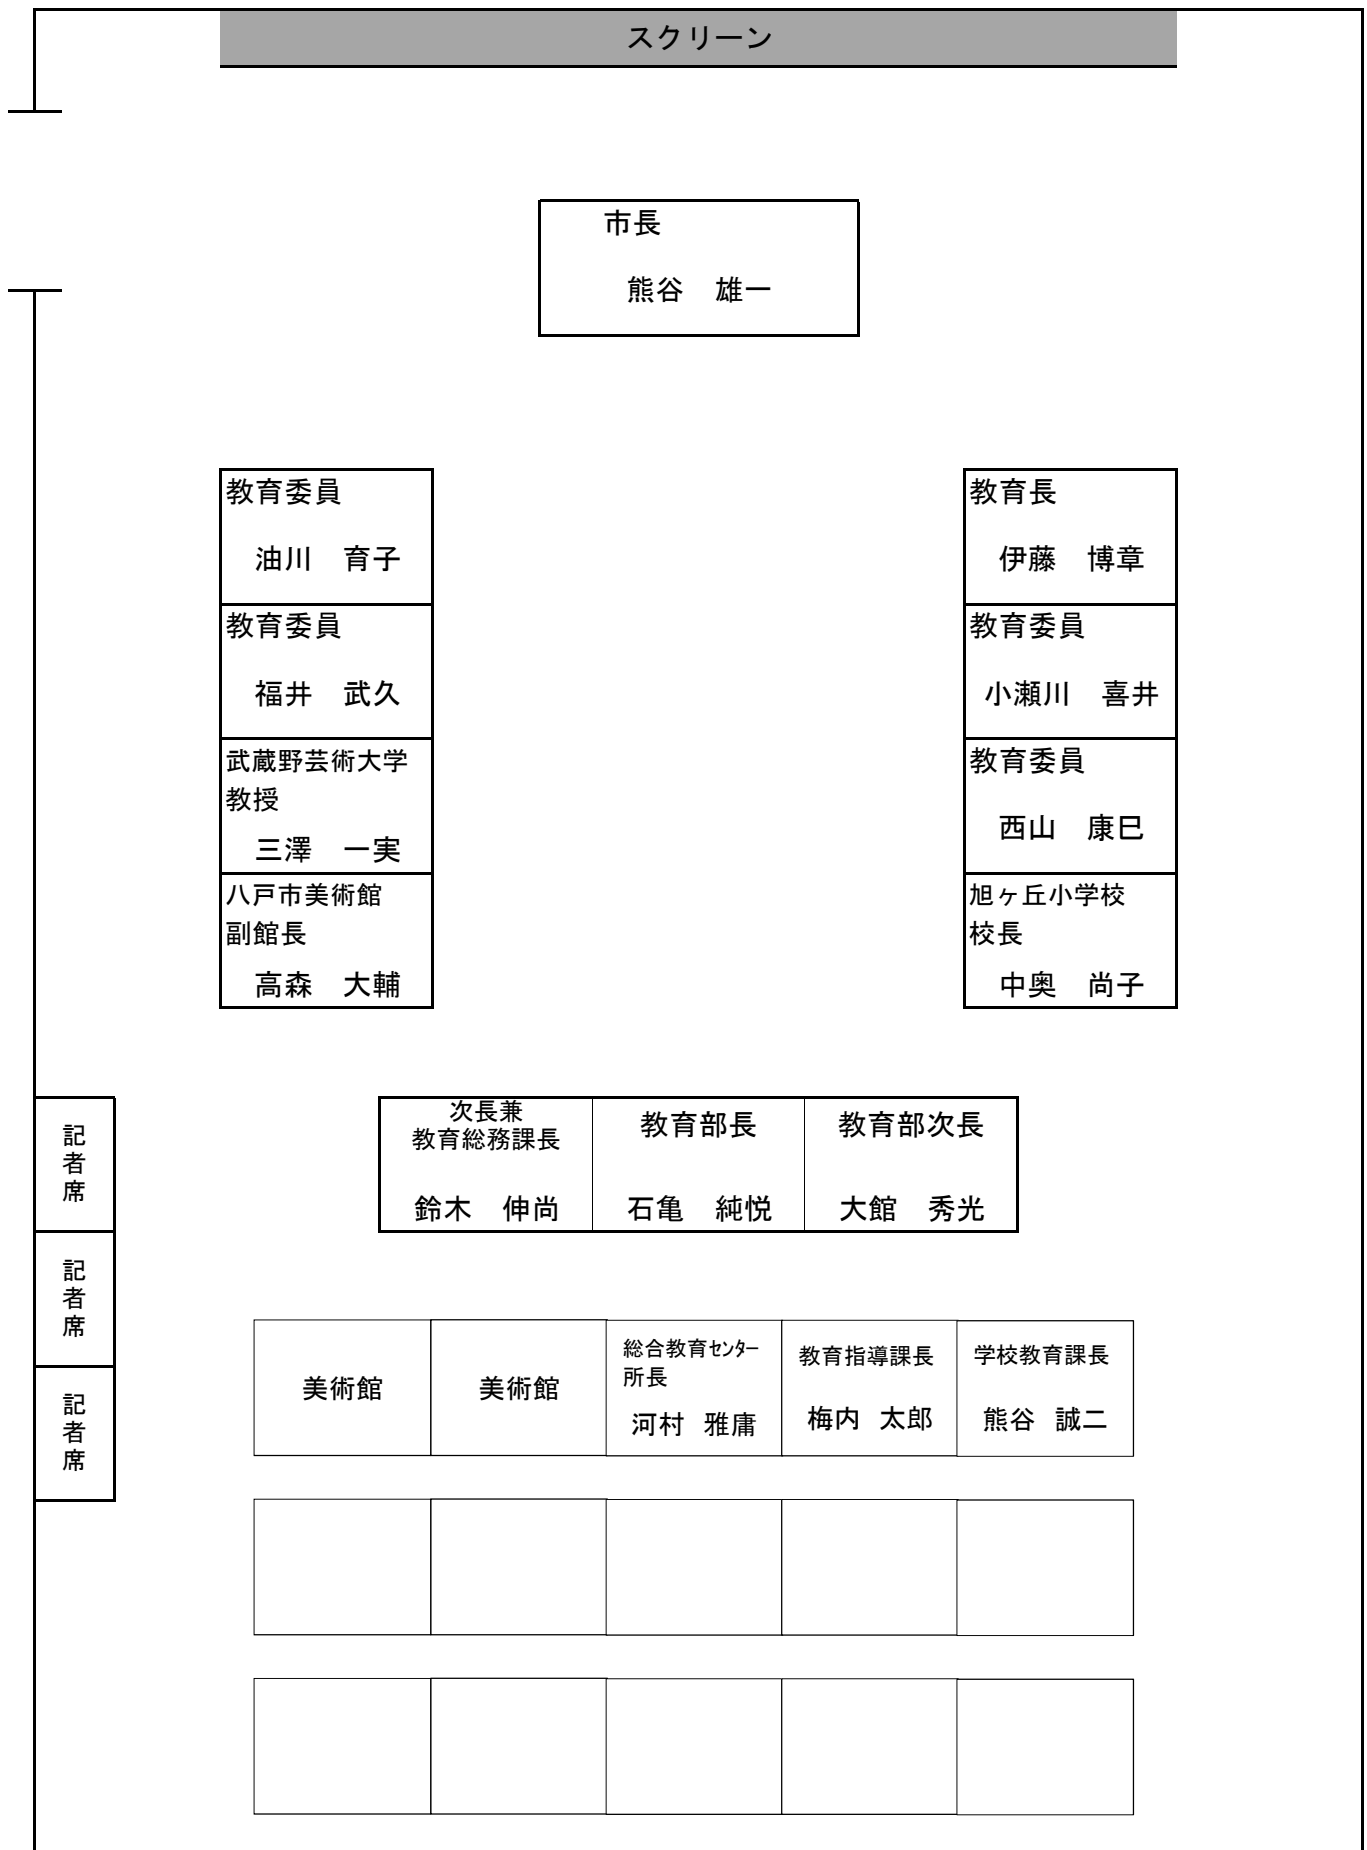 スクリーン
市長
熊谷　雄一
教育委員
油川　育子
教育委員
福井　武久
武蔵野芸術大学
教授
三澤　一実
八戸市美術館
副館長
高森　大輔
教育長
伊藤　博章
教育委員
小瀬川　喜井
教育委員
西山　康巳
旭ヶ丘小学校
校長
中奥　尚子
記者席
記者席
記者席
次長兼
教育総務課長
鈴木　伸尚
教育部長
石亀　純悦
教育部次長
大館　秀光
美術館
美術館
総合教育ｾﾝﾀｰ
所長
河村　雅庸
教育指導課長
梅内　太郎
学校教育課長
熊谷　誠二